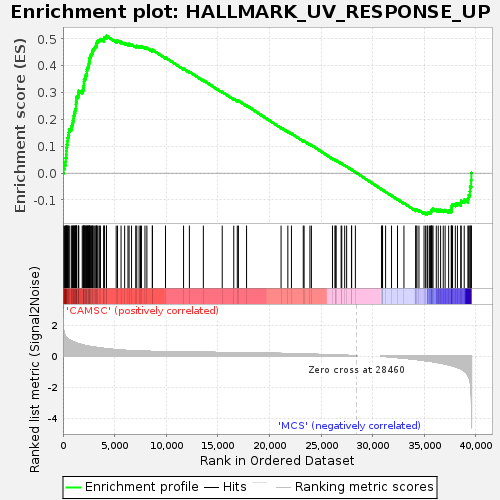 Enrichment plot: HALLMARK_UV_RESPONSE_UP
Enrichment score (ES)
0.5
0.4
0.3
0.2
0.1
0.0
-0.1
Ranked list metric (Signal2Noise)
'CAMSC' (positively correlated)
2
0
-2
-4
Zero cross at 28460
'MCS' (negatively correlated)
0 5,000 10,000 15,000 20,000 25,000 30,000 35,000 40,000
Rank in Ordered Dataset
Enrichment profile Hits Ranking metric scores